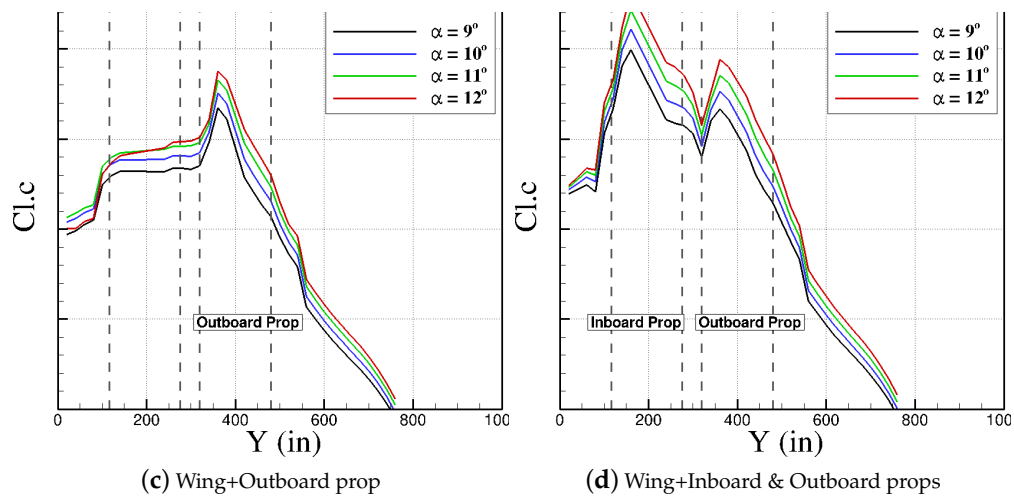 α = 9°
α = 10°
α = 11°
α = 12°
Cl.c
Outboard Prop
0 200 400 600 800 100
Y (in)
(c) Wing+Outboard prop
α = 9°
α = 10°
α = 11°
α = 12°
Cl.c
Inboard Prop
Outboard Prop
0 200 400 600 800 100
Y (in)
(d) Wing+Inboard & Outboard props